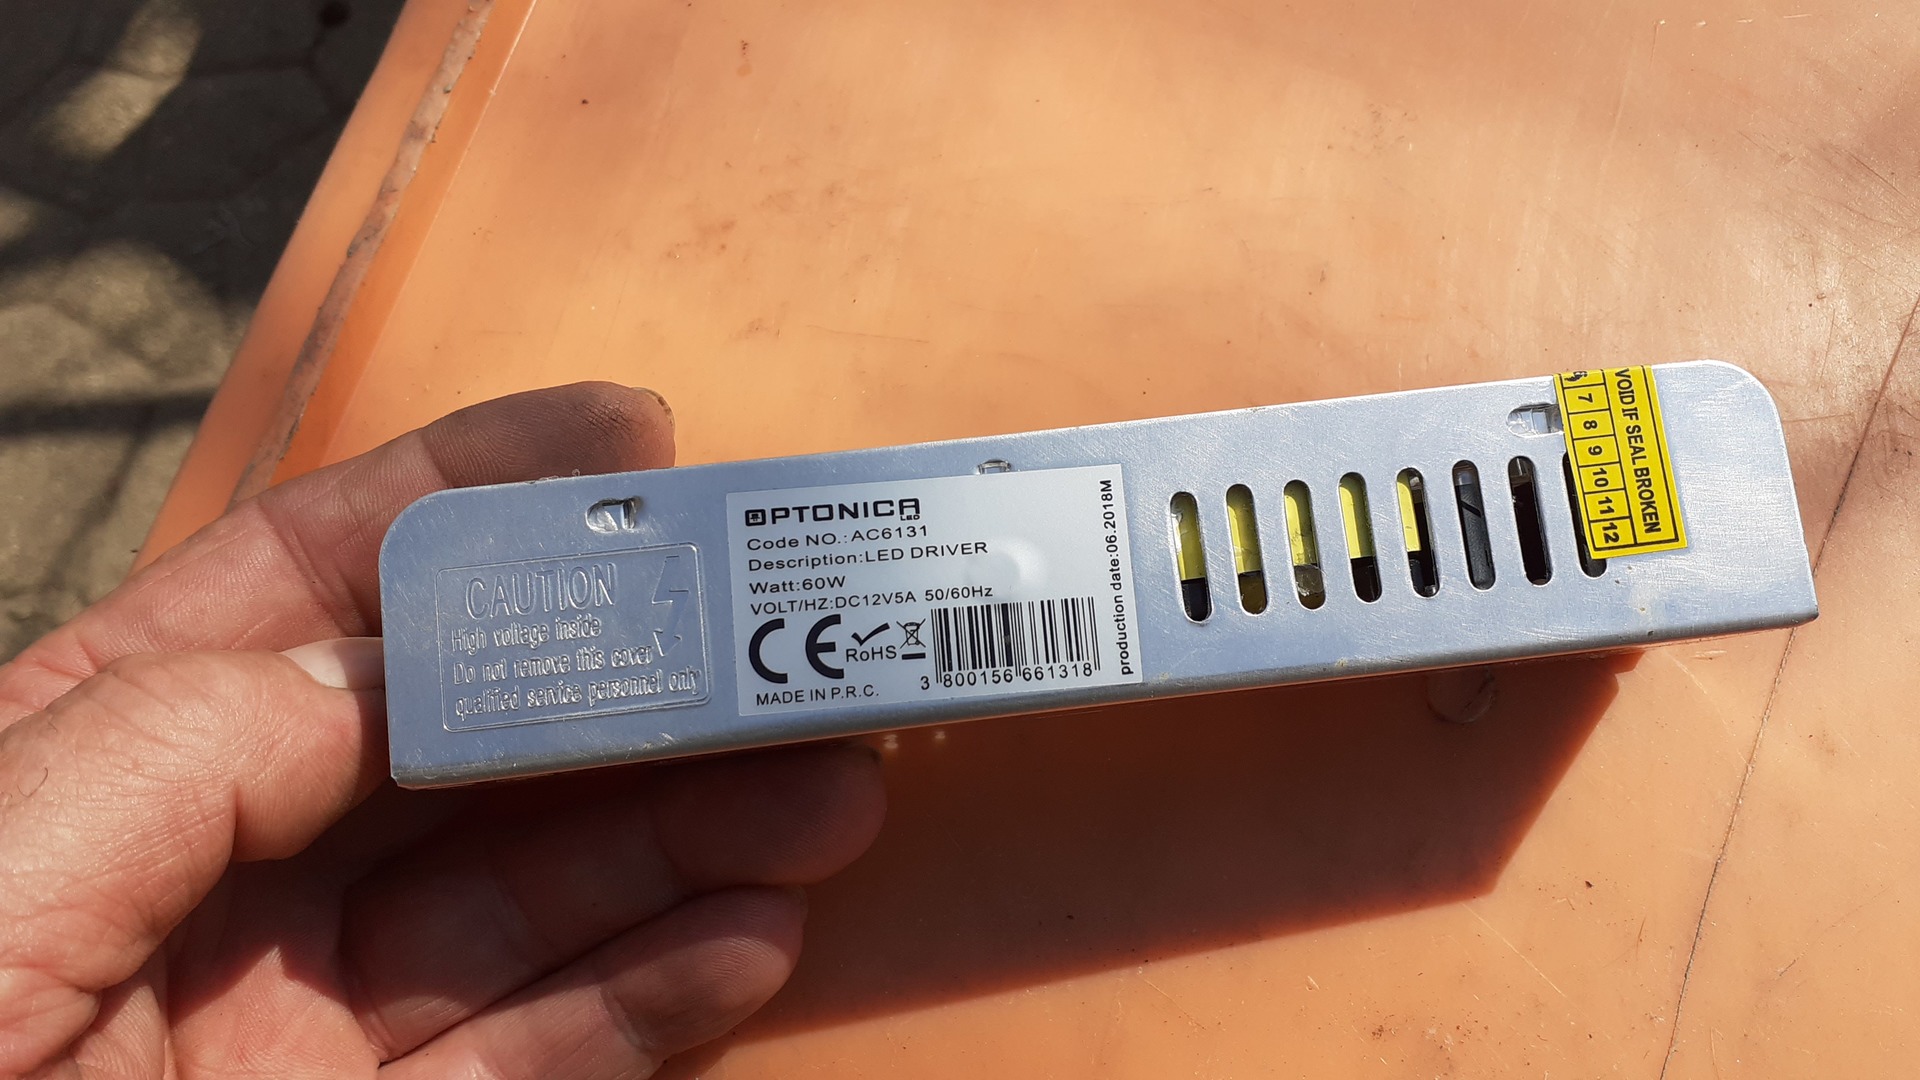 CAUTION
High voltage inside
Do not remove this cover
qualified service personnel only
OPTONICA
LED
Code NO.:AC6131
Description:LED DRIVER
Watt:60W
VOLT/HZ:DC12V5A 50/60Hz
CE RoHS
3 800156 661318
MADE IN P.R.C.
production date:06.2018M
VOID IF SEAL BROKEN
7 8 9 10 11 12